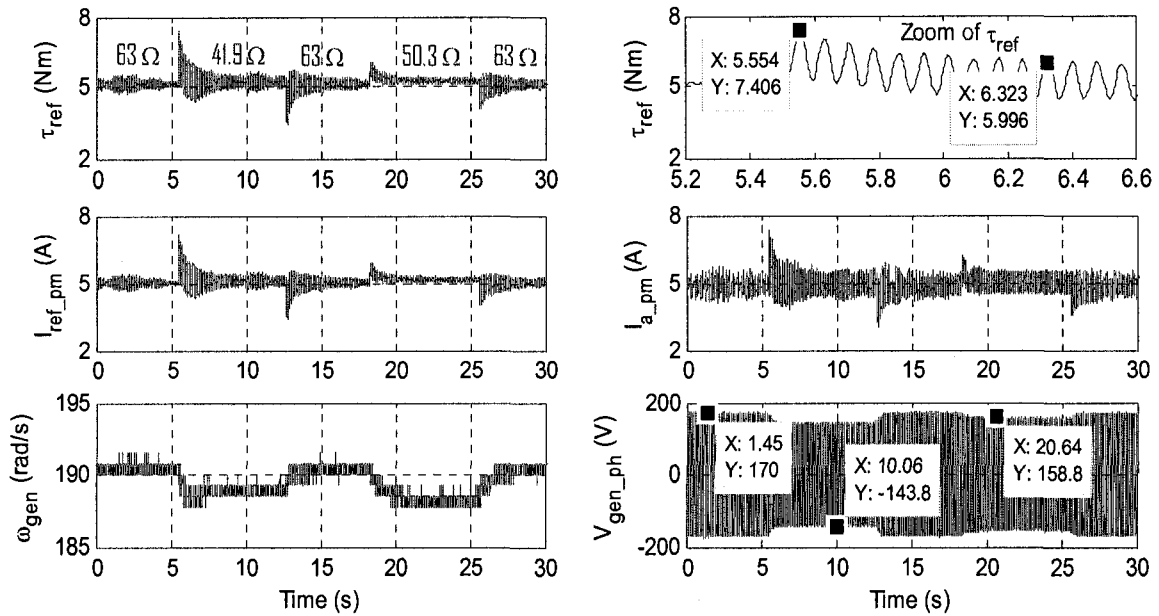 8
5
2
τref (Nm)
63 Ω
41.9 Ω
63 Ω
50.3 Ω
63 Ω
0 5 10 15 20 25 30
8
5
2
τref (Nm)
Zoom of τref
X: 5.554
Y: 7.406
X: 6.323
Y: 5.996
5.2 5.4 5.6 5.8 6 6.2 6.4 6.6
8
5
2
Iref_pm (A)
0 5 10 15 20 25 30
8
5
2
Ia_pm (A)
0 5 10 15 20 25 30
195
190
185
ωgen (rad/s)
0 5 10 15 20 25 30
Time (s)
200
0
-200
Vgen_ph (V)
X: 1.45
Y: 170
X: 10.06
Y: -143.8
X: 20.64
Y: 158.8
0 5 10 15 20 25 30
Time (s)